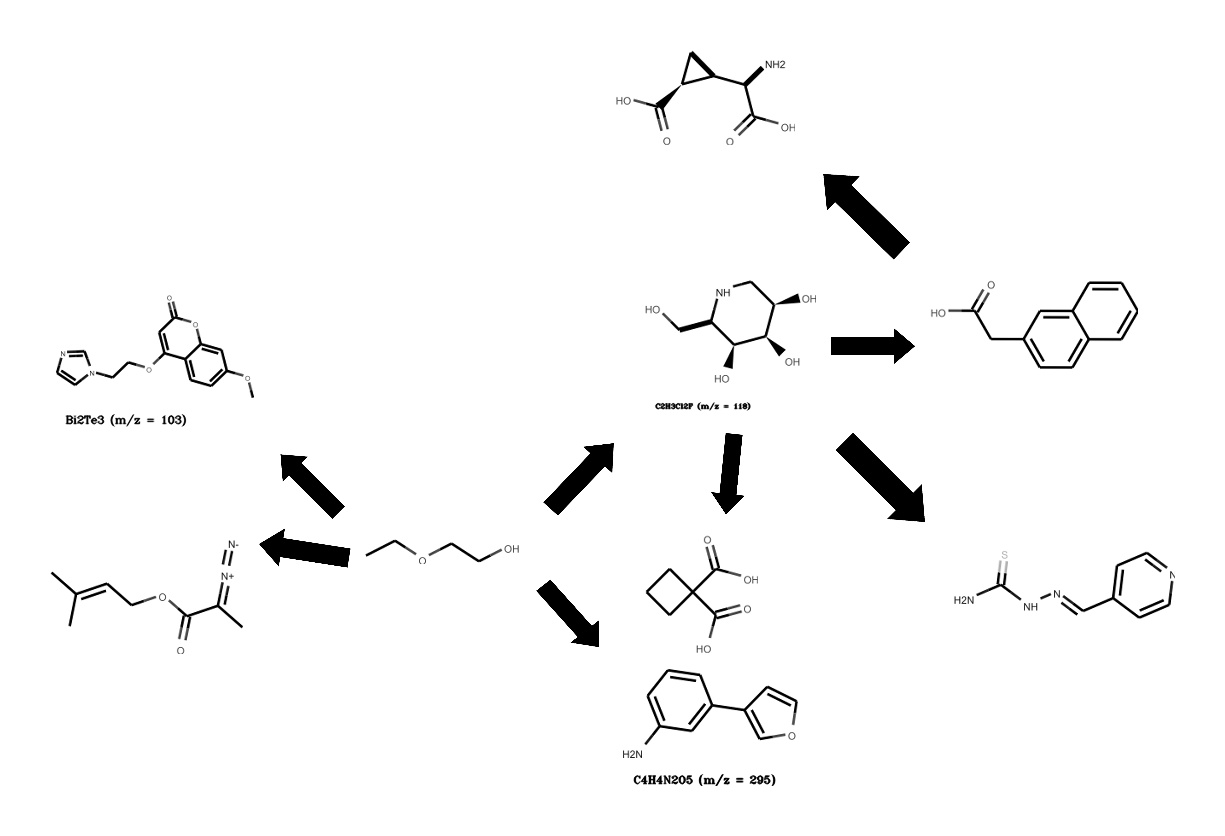 NH2
HO
O
O
OH
NH
OH
HO
OH
HO
C2H3Cl2F (m/z = 118)
O
HO
O
O
N
N
O
O
Bi2Te3 (m/z = 103)
N-
N+
O
O
O
OH
O
OH
O
HO
S
H2N
NH
N
N
H2N
O
C4H4N2O5 (m/z = 295)